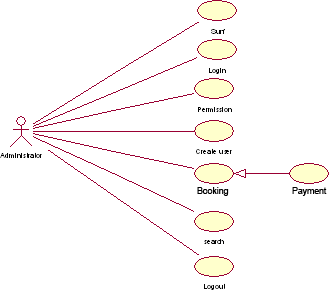 Surf
Login
Permission
Administrator
Create user
Booking
Payment
search
Logout